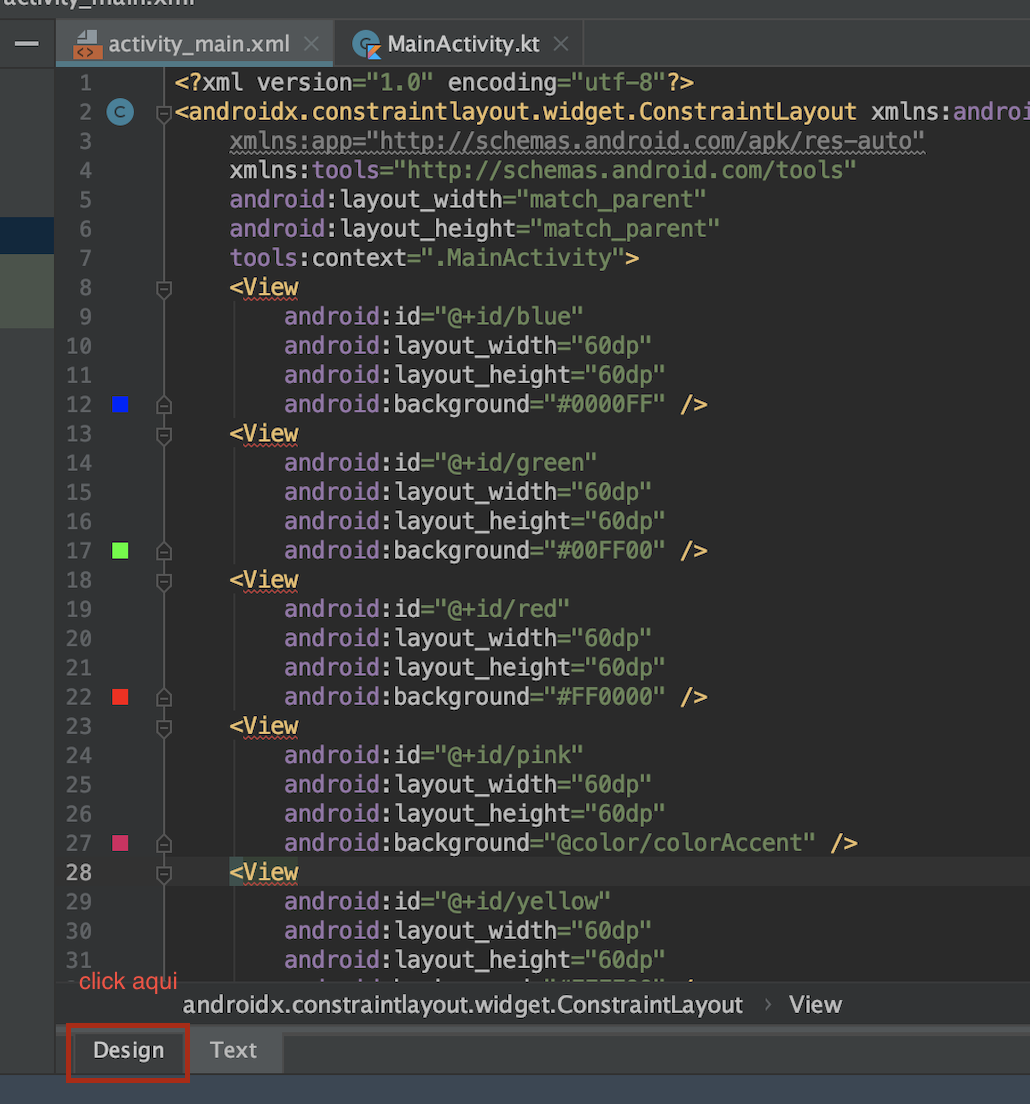 activity_main.xml
activity_main.xml MainActivity.kt
1 <?xml version="1.0" encoding="utf-8"?>
2 <androidx.constraintlayout.widget.ConstraintLayout xmlns:androi
3 xmlns:app="http://schemas.android.com/apk/res-auto"
4 xmlns:tools="http://schemas.android.com/tools"
5 android:layout_width="match_parent"
6 android:layout_height="match_parent"
7 tools:context=".MainActivity">
8 <View
9 android:id="@+id/blue"
10 android:layout_width="60dp"
11 android:layout_height="60dp"
12 android:background="#0000FF" />
13 <View
14 android:id="@+id/green"
15 android:layout_width="60dp"
16 android:layout_height="60dp"
17 android:background="#00FF00" />
18 <View
19 android:id="@+id/red"
20 android:layout_width="60dp"
21 android:layout_height="60dp"
22 android:background="#FF0000" />
23 <View
24 android:id="@+id/pink"
25 android:layout_width="60dp"
26 android:layout_height="60dp"
27 android:background="@color/colorAccent" />
28 <View
29 android:id="@+id/yellow"
30 android:layout_width="60dp"
31 android:layout_height="60dp"
click aqui
androidx.constraintlayout.widget.ConstraintLayout › View
Design Text